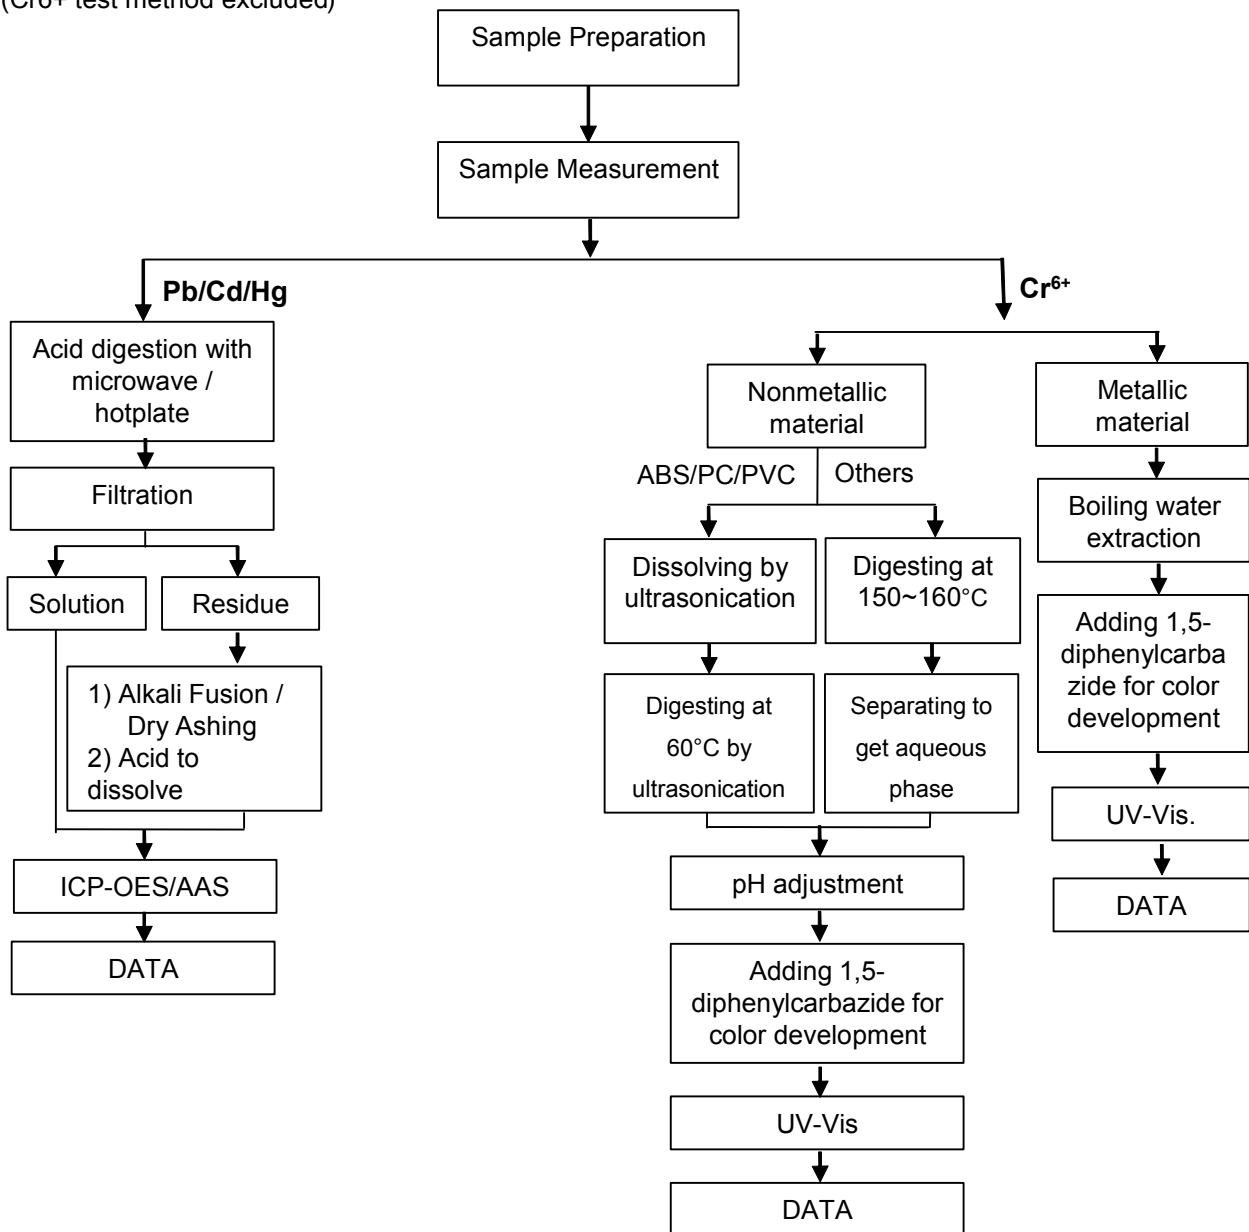 (Cr6+ test method excluded)
Sample Preparation
Sample Measurement
Pb/Cd/Hg
Acid digestion with
microwave /
hotplate
Filtration
Solution
Residue
1) Alkali Fusion /
Dry Ashing
2) Acid to
dissolve
ICP-OES/AAS
DATA
Cr⁶⁺
Nonmetallic
material
ABS/PC/PVC
Others
Dissolving by
ultrasonication
Digesting at
60°C by
ultrasonication
Digesting at
150~160°C
Separating to
get aqueous
phase
pH adjustment
Adding 1,5-
diphenylcarbazide for
color development
UV-Vis
DATA
Metallic
material
Boiling water
extraction
Adding 1,5-
diphenylcarba
zide for color
development
UV-Vis.
DATA